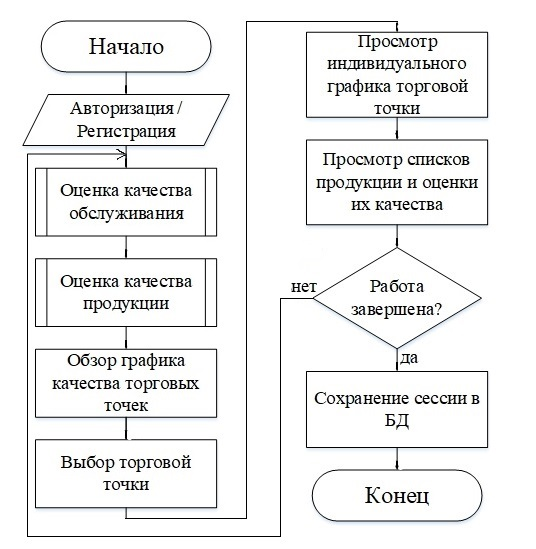 Начало
Авторизация /
Регистрация
Оценка качества
обслуживания
Оценка качества
продукции
Обзор графика
качества торговых
точек
Выбор торговой
точки
Просмотр
индивидуального
графика торговой
точки
Просмотр списков
продукции и оценки
их качества
нет
Работа
завершена?
да
Сохранение сессии в
БД
Конец